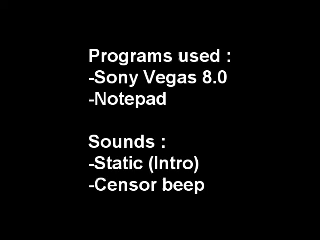 Programs used :
-Sony Vegas 8.0
-Notepad
Sounds :
-Static (Intro)
-Censor beep